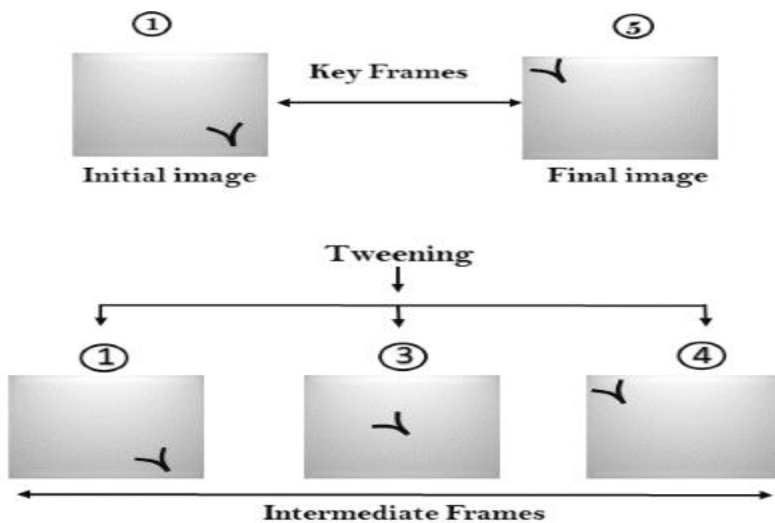 ① ⑤
Key Frames
Initial image Final image
Tweening
① ③ ④
Intermediate Frames